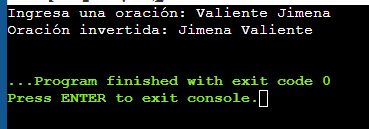 Ingresa una oración: Valiente Jimena
Oración invertida: Jimena Valiente
...Program finished with exit code 0
Press ENTER to exit console.